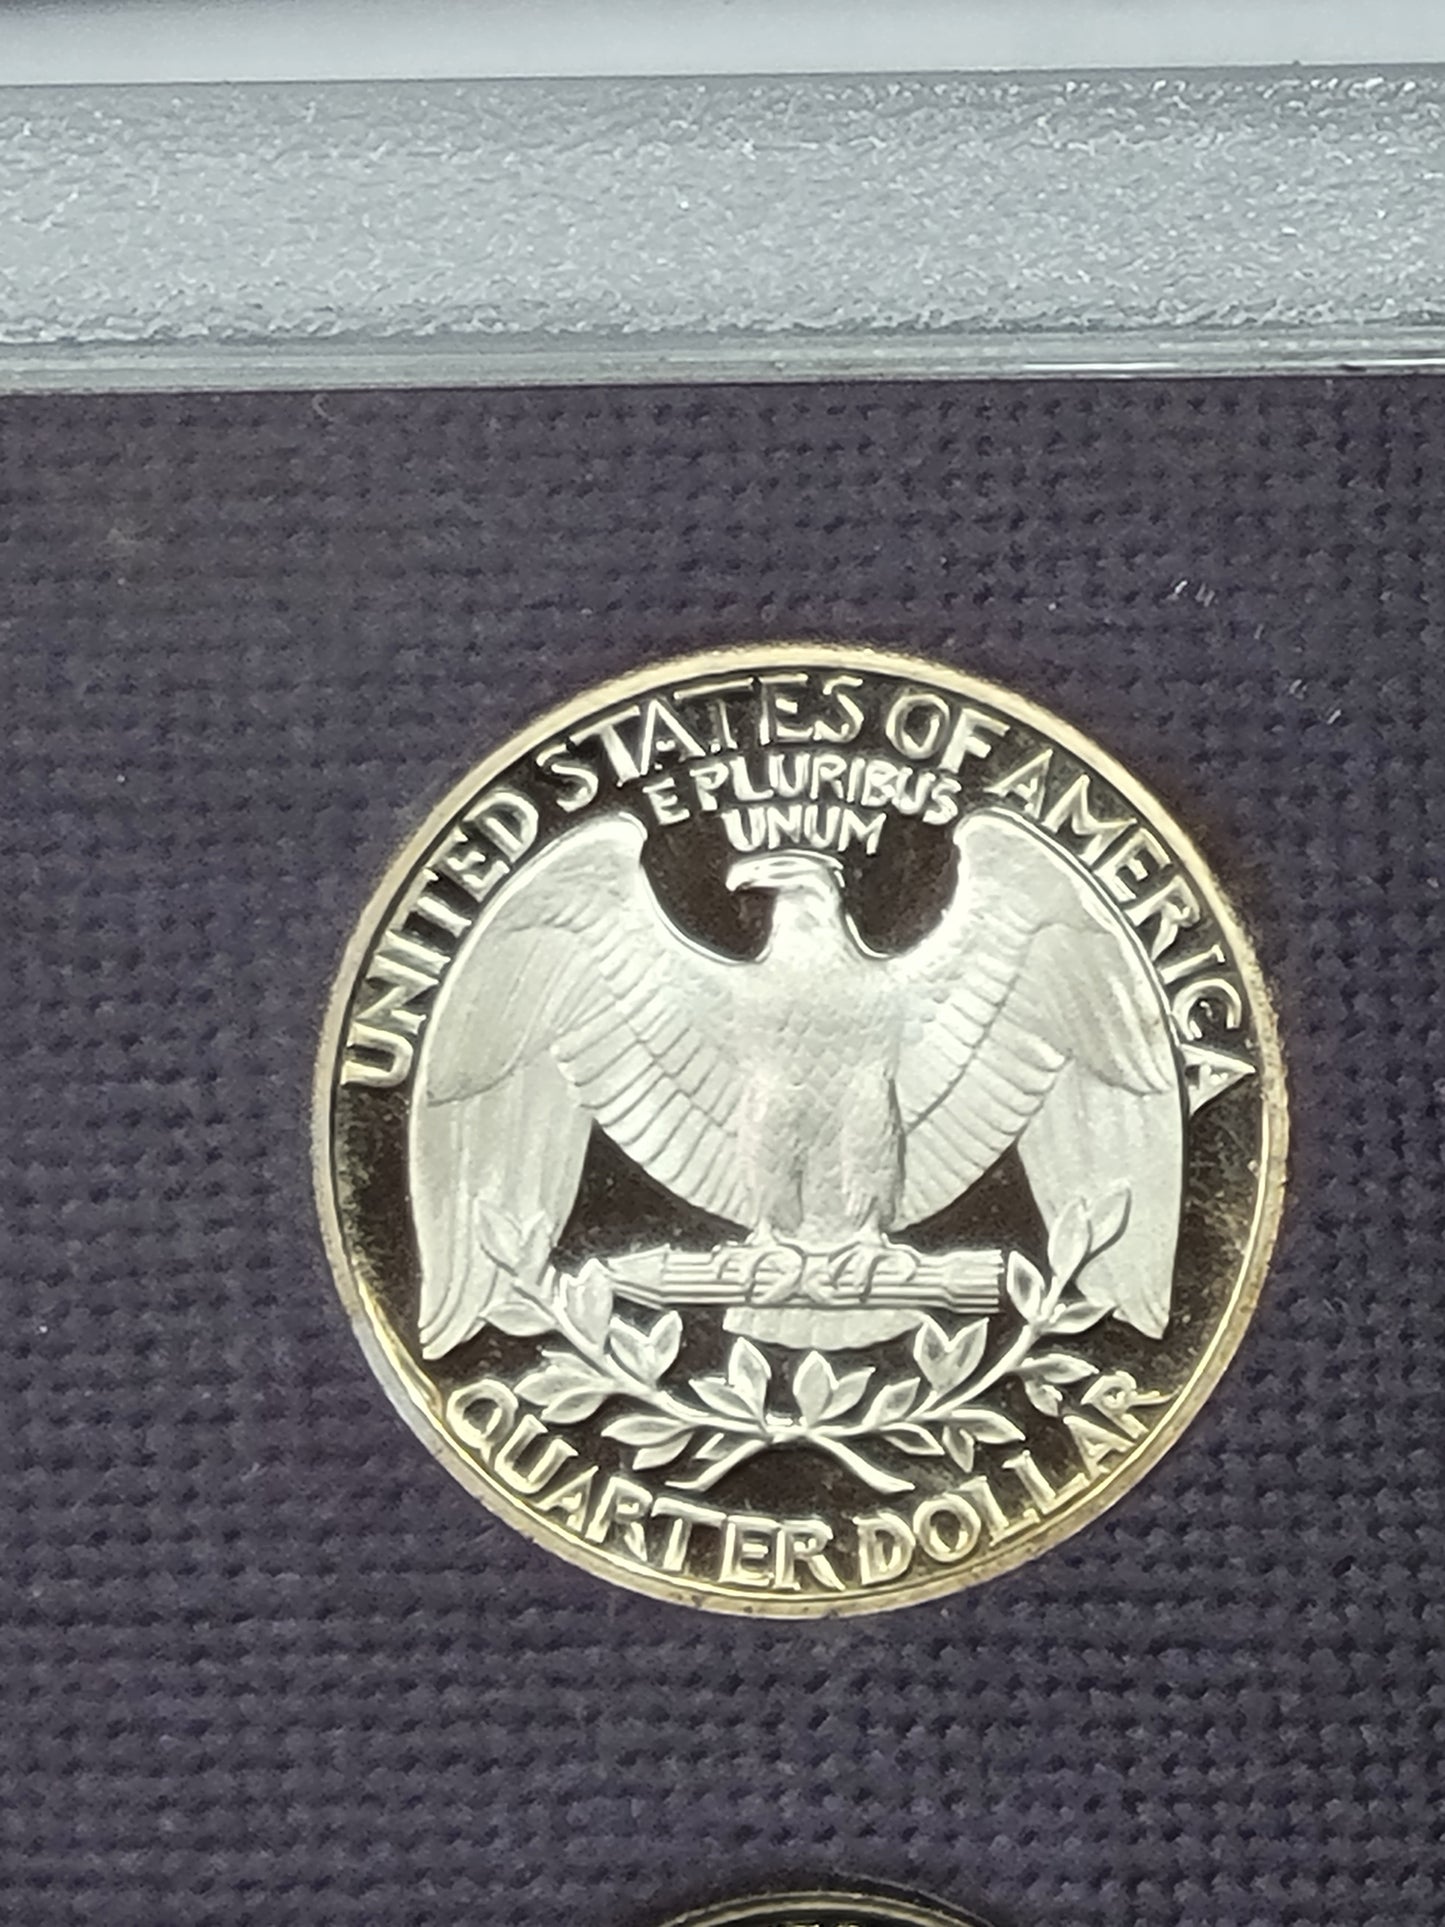 UNITED STATES OF AMERICA
E PLURIBUS
UNUM
QUARTER DOLLAR